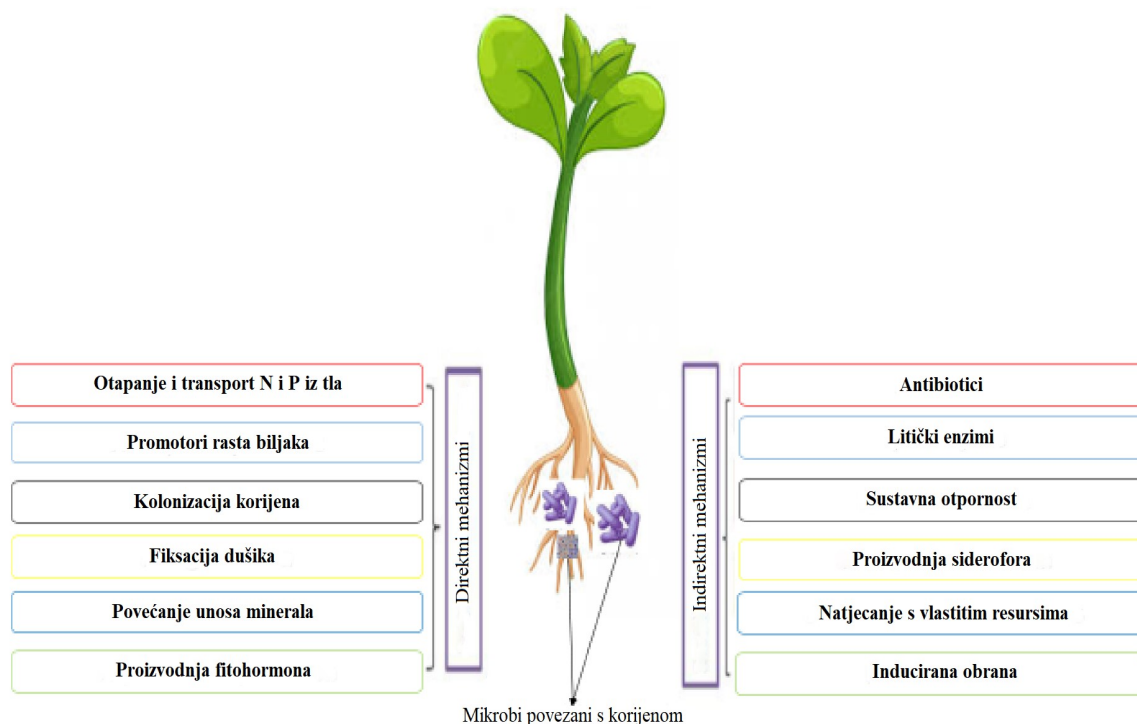 Otapanje i transport N i P iz tla
Promotori rasta biljaka
Kolonizacija korijena
Fiksacija dušika
Povećanje unosa minerala
Proizvodnja fitohormona
Direktni mehanizmi
Indirektni mehanizmi
Antibiotici
Litički enzimi
Sustavna otpornost
Proizvodnja siderofora
Natjecanje s vlastitim resursima
Inducirana obrana
Mikrobi povezani s korijenom